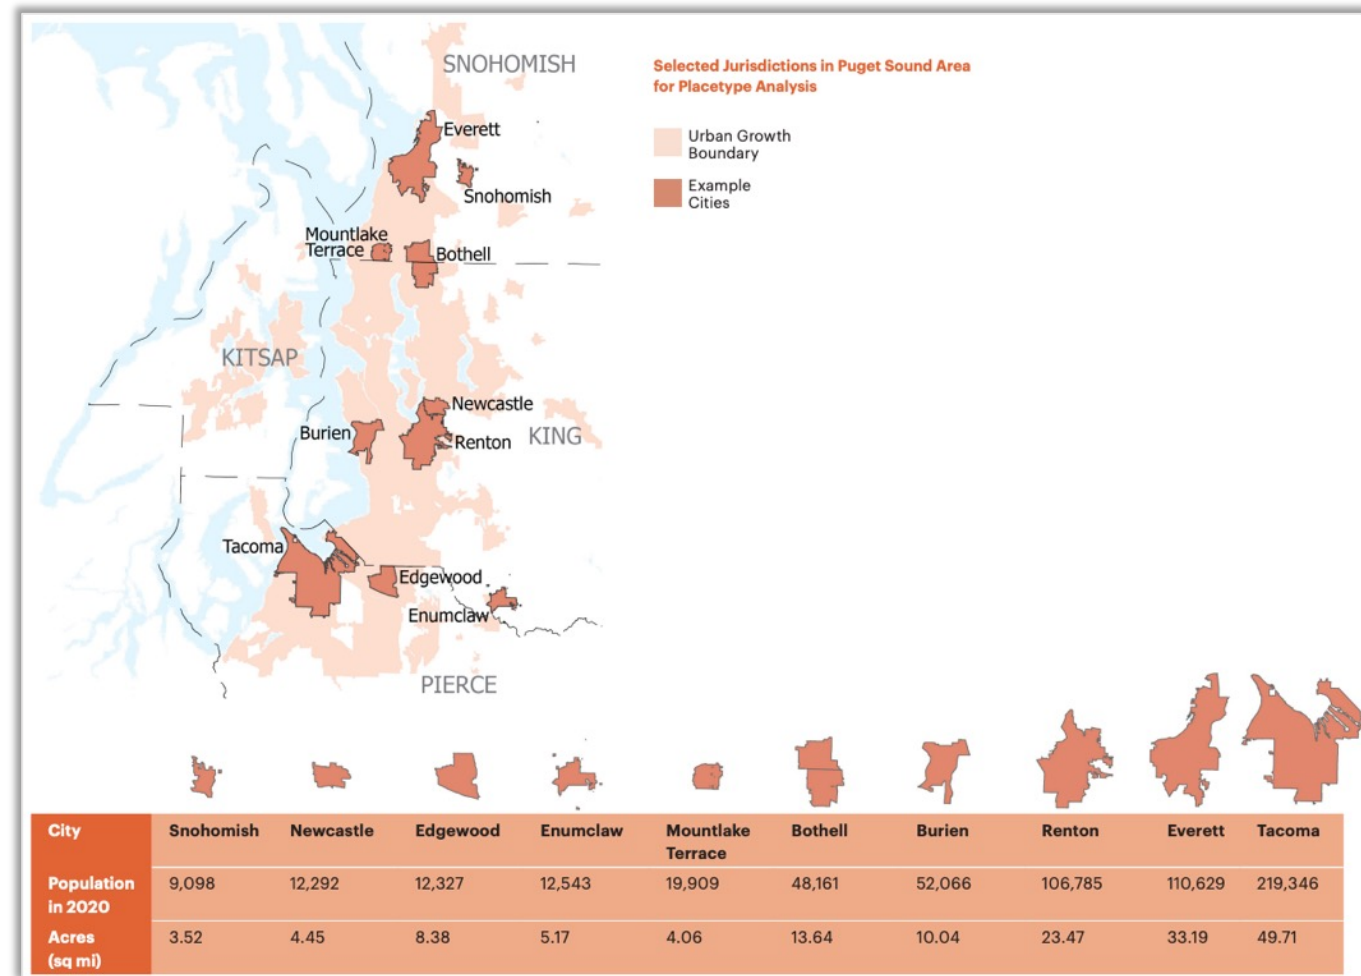 SNOHOMISH
Selected Jurisdictions in Puget Sound Area
for Placetype Analysis
Urban Growth
Boundary
Example
Cities
Everett
Snohomish
Mountlake
Terrace
Bothell
KITSAP
Newcastle
Burien
Renton
KING
Tacoma
Edgewood
Enumclaw
PIERCE
City Snohomish Newcastle Edgewood Enumclaw Mountlake Bothell Burien Renton Everett Tacoma
Terrace
Population 9,098 12,292 12,327 12,543 19,909 48,161 52,066 106,785 110,629 219,346
in 2020
Acres 3.52 4.45 8.38 5.17 4.06 13.64 10.04 23.47 33.19 49.71
(sq mi)